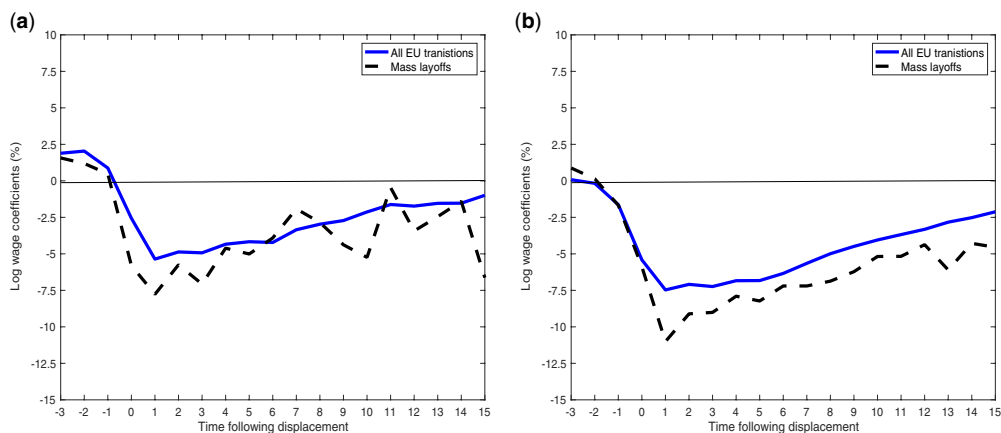 (a)
10
7.5
5
2.5
0
-2.5
-5
-7.5
-10
-12.5
-15
Log wage coefficients (%)
All EU tranistions
Mass layoffs
-3 -2 -1 0 1 2 3 4 5 6 7 8 9 10 11 12 13 14 15
Time following displacement
(b)
10
7.5
5
2.5
0
-2.5
-5
-7.5
-10
-12.5
-15
Log wage coefficients (%)
All EU tranistions
Mass layoffs
-3 -2 -1 0 1 2 3 4 5 6 7 8 9 10 11 12 13 14 15
Time following displacement